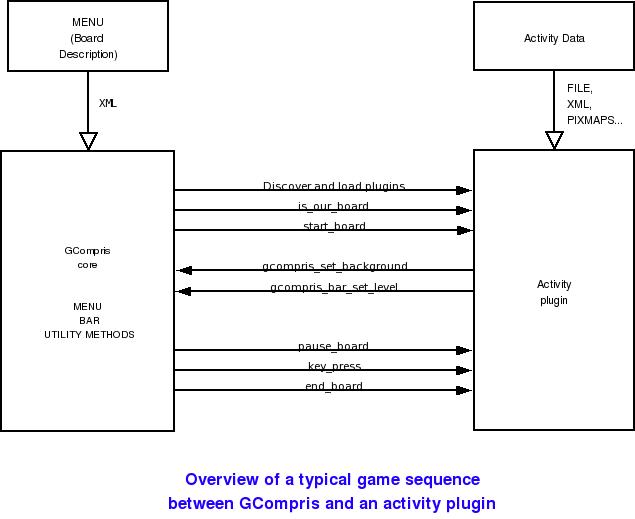 MENU
(Board
Description)
Activity Data
XML
FILE,
XML,
PIXMAPS...
Discover and load plugins
is_our_board
start_board
GCompris
core
gcompris_set_background
gcompris_bar_set_level
MENU
BAR
UTILITY METHODS
Activity
plugin
pause_board
key_press
end_board
Overview of a typical game sequence
between GCompris and an activity plugin